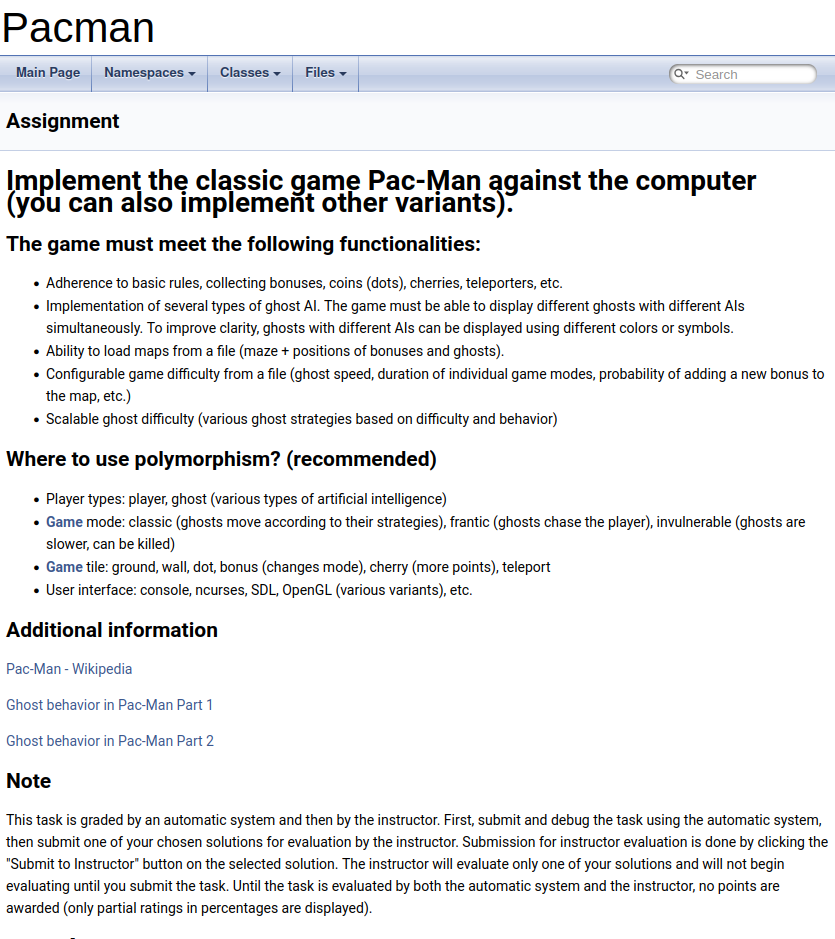 Pacman
Main Page Namespaces Classes Files Search
Assignment
Implement the classic game Pac-Man against the computer
(you can also implement other variants).
The game must meet the following functionalities:
• Adherence to basic rules, collecting bonuses, coins (dots), cherries, teleporters, etc.
• Implementation of several types of ghost AI. The game must be able to display different ghosts with different AIs
simultaneously. To improve clarity, ghosts with different AIs can be displayed using different colors or symbols.
• Ability to load maps from a file (maze + positions of bonuses and ghosts).
• Configurable game difficulty from a file (ghost speed, duration of individual game modes, probability of adding a new bonus to
the map, etc.)
• Scalable ghost difficulty (various ghost strategies based on difficulty and behavior)
Where to use polymorphism? (recommended)
• Player types: player, ghost (various types of artificial intelligence)
• Game mode: classic (ghosts move according to their strategies), frantic (ghosts chase the player), invulnerable (ghosts are
slower, can be killed)
• Game tile: ground, wall, dot, bonus (changes mode), cherry (more points), teleport
• User interface: console, ncurses, SDL, OpenGL (various variants), etc.
Additional information
Pac-Man - Wikipedia
Ghost behavior in Pac-Man Part 1
Ghost behavior in Pac-Man Part 2
Note
This task is graded by an automatic system and then by the instructor. First, submit and debug the task using the automatic system,
then submit one of your chosen solutions for evaluation by the instructor. Submission for instructor evaluation is done by clicking the
"Submit to Instructor" button on the selected solution. The instructor will evaluate only one of your solutions and will not begin
evaluating until you submit the task. Until the task is evaluated by both the automatic system and the instructor, no points are
awarded (only partial ratings in percentages are displayed).